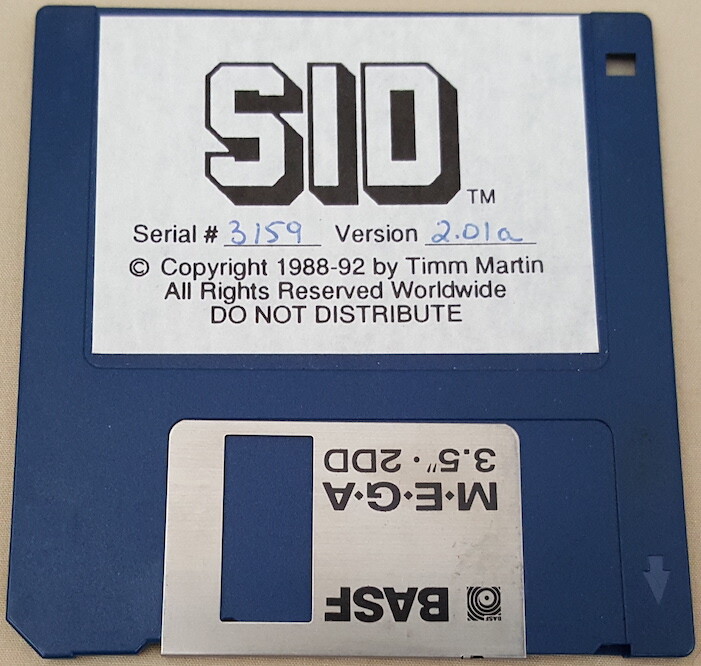 SID ™
Serial # 3159 Version 2.01a
© Copyright 1988-92 by Timm Martin
All Rights Reserved Worldwide
DO NOT DISTRIBUTE
BASF BASF
M•E•G•A
3.5" • 2DD